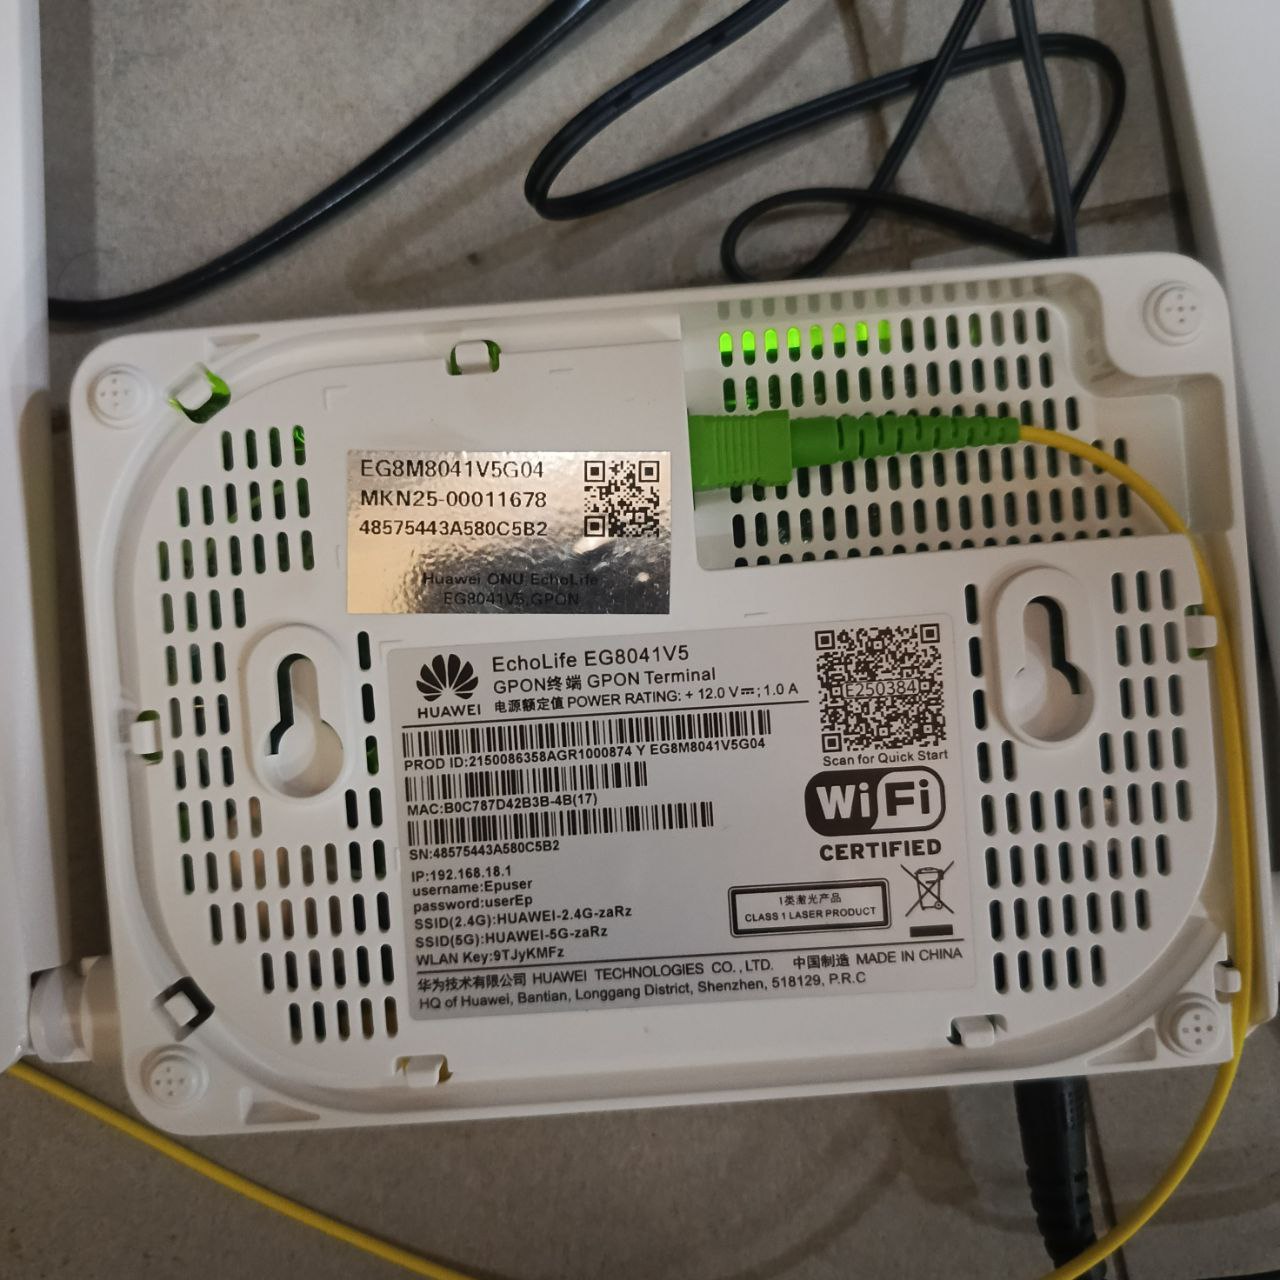 EG8M8041V5G04
MKN25-00011678
48575443A580C5B2
Huawei ONU EchoLife
EG8041V5,GPON
HUAWEI
EchoLife EG8041V5
GPON终端 GPON Terminal
电源额定值 POWER RATING: + 12.0 V⎓; 1.0 A
E250384
Scan for Quick Start
PROD ID:2150086358AGR1000874 Y EG8M8041V5G04
MAC:B0C787D42B3B-4B(17)
SN:48575443A580C5B2
WiFi
CERTIFIED
IP:192.168.18.1
username:Epuser
password:userEp
SSID(2.4G):HUAWEI-2.4G-zaRz
SSID(5G):HUAWEI-5G-zaRz
WLAN Key:9TJyKMFz
1类激光产品
CLASS 1 LASER PRODUCT
华为技术有限公司 HUAWEI TECHNOLOGIES CO.,LTD. 中国制造 MADE IN CHINA
HQ of Huawei, Bantian, Longgang District, Shenzhen, 518129, P.R.C